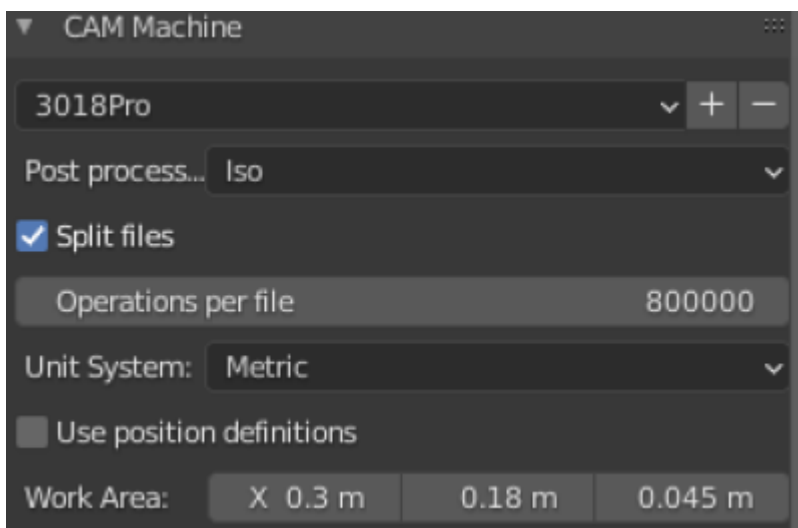 CAM Machine
3018Pro
Post process... Iso
Split files
Operations per file 800000
Unit System: Metric
Use position definitions
Work Area: X 0.3 m 0.18 m 0.045 m